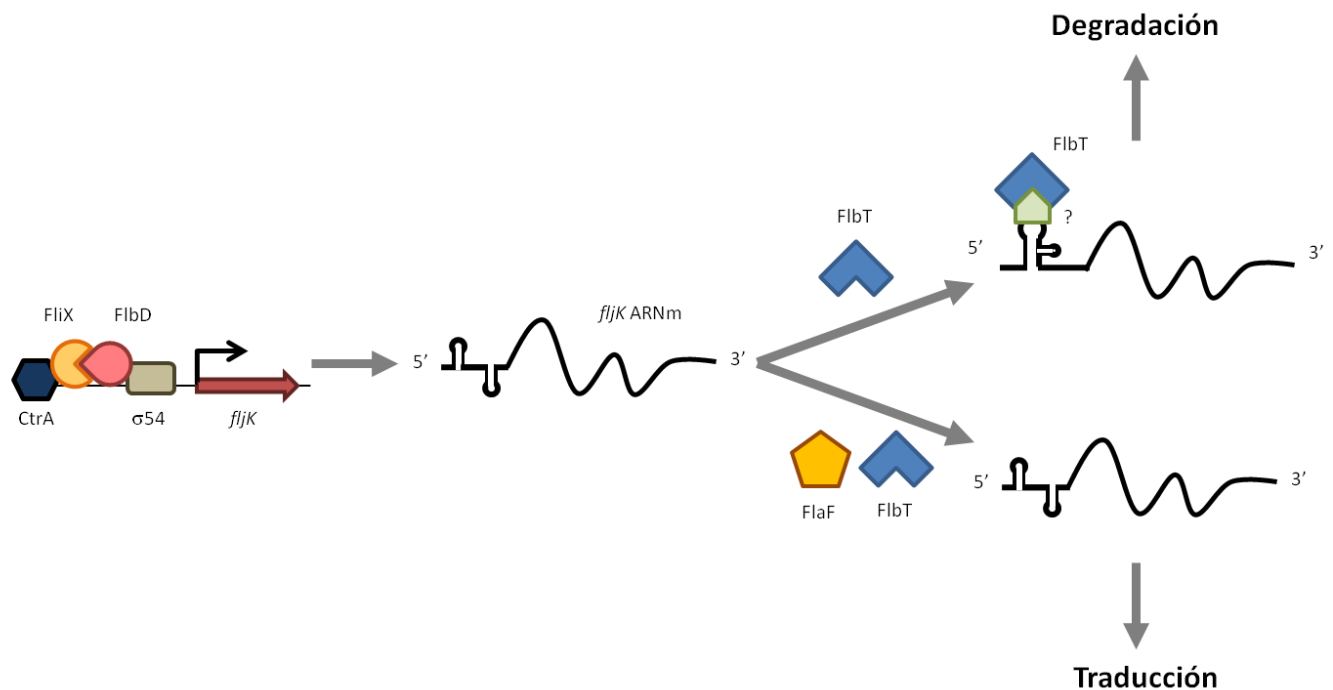 Degradación
FlbT
?
5’
3’
FlbT
FliX
FlbD
fljK ARNm
5’
3’
CtrA
σ54
fljK
5’
3’
FlaF
FlbT
Traducción